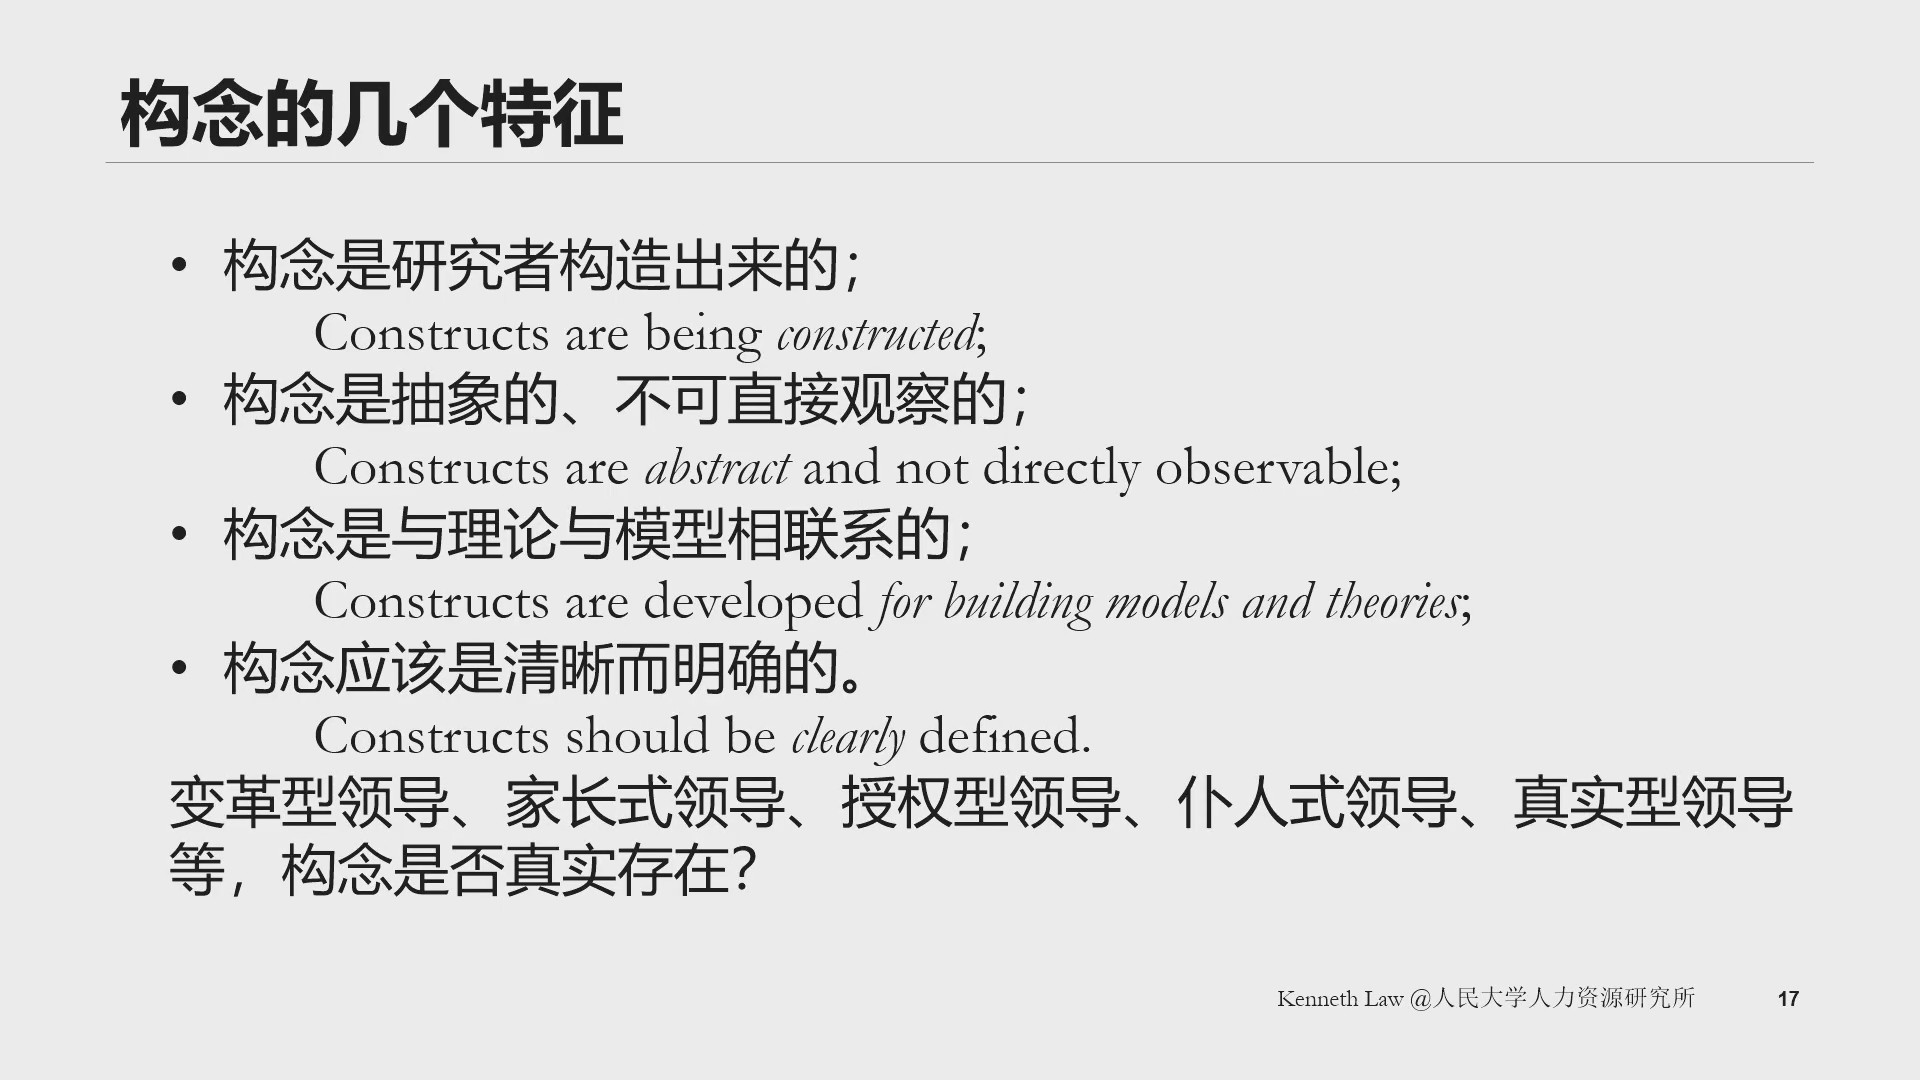 构念的几个特征
• 构念是研究者构造出来的；
Constructs are being constructed;
• 构念是抽象的、不可直接观察的；
Constructs are abstract and not directly observable;
• 构念是与理论与模型相联系的；
Constructs are developed for building models and theories;
• 构念应该是清晰而明确的。
Constructs should be clearly defined.
变革型领导、家长式领导、授权型领导、仆人式领导、真实型领导
等，构念是否真实存在？
Kenneth Law @人民大学人力资源研究所 17